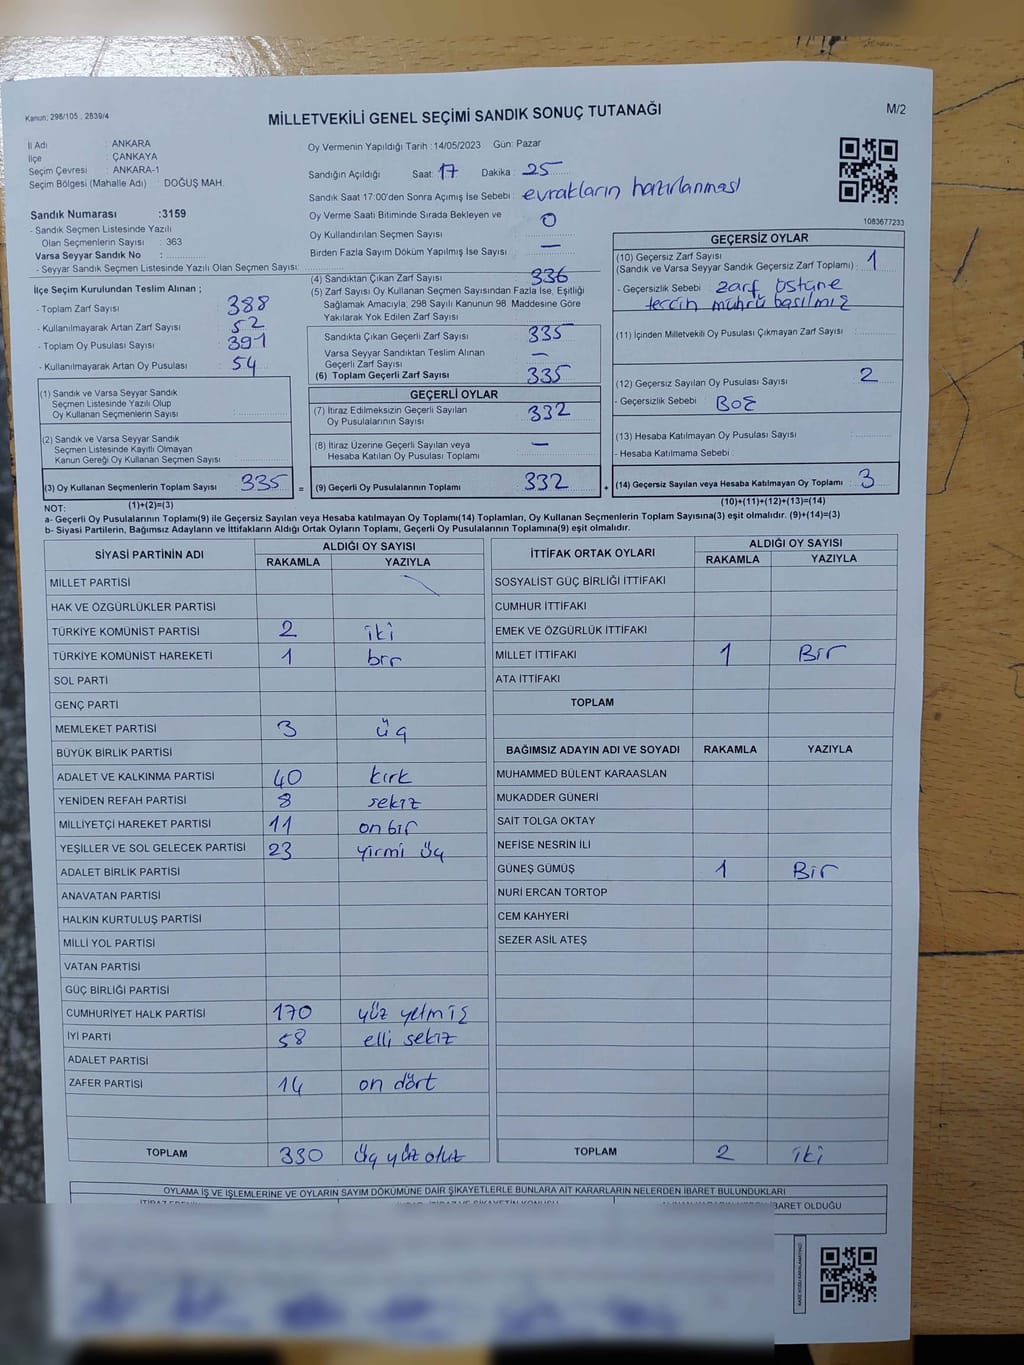 Kanun: 298/105 , 2839/4
MİLLETVEKİLİ GENEL SEÇİMİ SANDIK SONUÇ TUTANAĞI
M/2
İl Adı : ANKARA
İlçe : ÇANKAYA
Seçim Çevresi : ANKARA-1
Seçim Bölgesi (Mahalle Adı) DOĞUŞ MAH.
Oy Vermenin Yapıldığı Tarih :14/05/2023 Gün: Pazar
Sandığın Açıldığı Saat: 17 Dakika : 25
Sandık Saat 17:00'den Sonra Açımış İse Sebebi : evrakların hazırlanması
Sandık Numarası :3159
- Sandık Seçmen Listesinde Yazılı
Olan Seçmenlerin Sayısı : 363
Varsa Seyyar Sandık No :
- Seyyar Sandık Seçmen Listesinde Yazılı Olan Seçmen Sayısı:
Oy Verme Saati Bitiminde Sırada Bekleyen ve
Oy Kullandırılan Seçmen Sayısı 0
Birden Fazla Sayım Döküm Yapılmış İse Sayısı —
1083677233
İlçe Seçim Kurulundan Teslim Alınan ;
- Toplam Zarf Sayısı : 388
- Kullanılmayarak Artan Zarf Sayısı : 52
- Toplam Oy Pusulası Sayısı : 391
- Kullanılmayarak Artan Oy Pusulası : 54
(4) Sandıktan Çıkan Zarf Sayısı 336
(5) Zarf Sayısı Oy Kullanan Seçmen Sayısından Fazla İse, Eşitliği
Sağlamak Amacıyla, 298 Sayılı Kanunun 98. Maddesine Göre
Yakılarak Yok Edilen Zarf Sayısı
Sandıkta Çıkan Geçerli Zarf Sayısı 335
Varsa Seyyar Sandıktan Teslim Alınan
Geçerli Zarf Sayısı —
(6) Toplam Geçerli Zarf Sayısı 335
GEÇERSİZ OYLAR
(10) Geçersiz Zarf Sayısı
(Sandık ve Varsa Seyyar Sandık Geçersiz Zarf Toplamı) : 1
- Geçersizlik Sebebi : zarf üstüne
tercih mührü basılmış
(11) İçinden Milletvekili Oy Pusulası Çıkmayan Zarf Sayısı
(12) Geçersiz Sayılan Oy Pusulası Sayısı 2
- Geçersizlik Sebebi : BOŞ
(13) Hesaba Katılmayan Oy Pusulası Sayısı
- Hesaba Katılmama Sebebi :
(14) Geçersiz Sayılan veya Hesaba Katılmayan Oy Toplamı : 3
(1) Sandık ve Varsa Seyyar Sandık
Seçmen Listesinde Yazılı Olup
Oy Kullanan Seçmenlerin Sayısı :
(2) Sandık ve Varsa Seyyar Sandık
Seçmen Listesinde Kayıtlı Olmayan
Kanun Gereği Oy Kullanan Seçmen Sayısı :
(3) Oy Kullanan Seçmenlerin Toplam Sayısı 335 =
GEÇERLİ OYLAR
(7) İtiraz Edilmeksizin Geçerli Sayılan
Oy Pusulalarının Sayısı : 332
(8) İtiraz Üzerine Geçerli Sayılan veya
Hesaba Katılan Oy Pusulası Toplamı —
(9) Geçerli Oy Pusulalarının Toplamı 332 +
(1)+(2)=(3)
(10)+(11)+(12)+(13)=(14)
NOT:
a- Geçerli Oy Pusulalarının Toplamı(9) ile Geçersiz Sayılan veya Hesaba katılmayan Oy Toplamı(14) Toplamları, Oy Kullanan Seçmenlerin Toplam Sayısına(3) eşit olmalıdır. (9)+(14)=(3)
b- Siyasi Partilerin, Bağımsız Adayların ve İttifakların Aldığı Ortak Oyların Toplamı, Geçerli Oy Pusulalarının Toplamına(9) eşit olmalıdır.
SİYASİ PARTİNİN ADI ALDIĞI OY SAYISI
RAKAMLA YAZIYLA
MİLLET PARTİSİ
HAK VE ÖZGÜRLÜKLER PARTİSİ
TÜRKİYE KOMÜNİST PARTİSİ 2 iki
TÜRKİYE KOMÜNİST HAREKETİ 1 bir
SOL PARTİ
GENÇ PARTİ
MEMLEKET PARTİSİ 3 üç
BÜYÜK BİRLİK PARTİSİ
ADALET VE KALKINMA PARTİSİ 40 kırk
YENİDEN REFAH PARTİSİ 8 sekiz
MİLLİYETÇİ HAREKET PARTİSİ 11 on bir
YEŞİLLER VE SOL GELECEK PARTİSİ 23 yirmi üç
ADALET BİRLİK PARTİSİ
ANAVATAN PARTİSİ
HALKIN KURTULUŞ PARTİSİ
MİLLİ YOL PARTİSİ
VATAN PARTİSİ
GÜÇ BİRLİĞİ PARTİSİ
CUMHURİYET HALK PARTİSİ 170 yüz yetmiş
İYİ PARTİ 58 elli sekiz
ADALET PARTİSİ
ZAFER PARTİSİ 14 on dört
TOPLAM 330 üç yüz otuz
İTTİFAK ORTAK OYLARI ALDIĞI OY SAYISI
RAKAMLA YAZIYLA
SOSYALİST GÜÇ BİRLİĞİ İTTİFAKI
CUMHUR İTTİFAKI
EMEK VE ÖZGÜRLÜK İTTİFAKI
MİLLET İTTİFAKI 1 Bir
ATA İTTİFAKI
TOPLAM
BAĞIMSIZ ADAYIN ADI VE SOYADI RAKAMLA YAZIYLA
MUHAMMED BÜLENT KARAASLAN
MUKADDER GÜNERİ
SAİT TOLGA OKTAY
NEFİSE NESRİN İLİ
GÜNEŞ GÜMÜŞ 1 Bir
NURİ ERCAN TORTOP
CEM KAHYERİ
SEZER ASİL ATEŞ
TOPLAM 2 iki
OYLAMA İŞ VE İŞLEMLERİNE VE OYLARIN SAYIM DÖKÜMÜNE DAİR ŞİKAYETLERLE BUNLARA AİT KARARLARIN NELERDEN İBARET BULUNDUKLARI
İBARET OLDUĞU